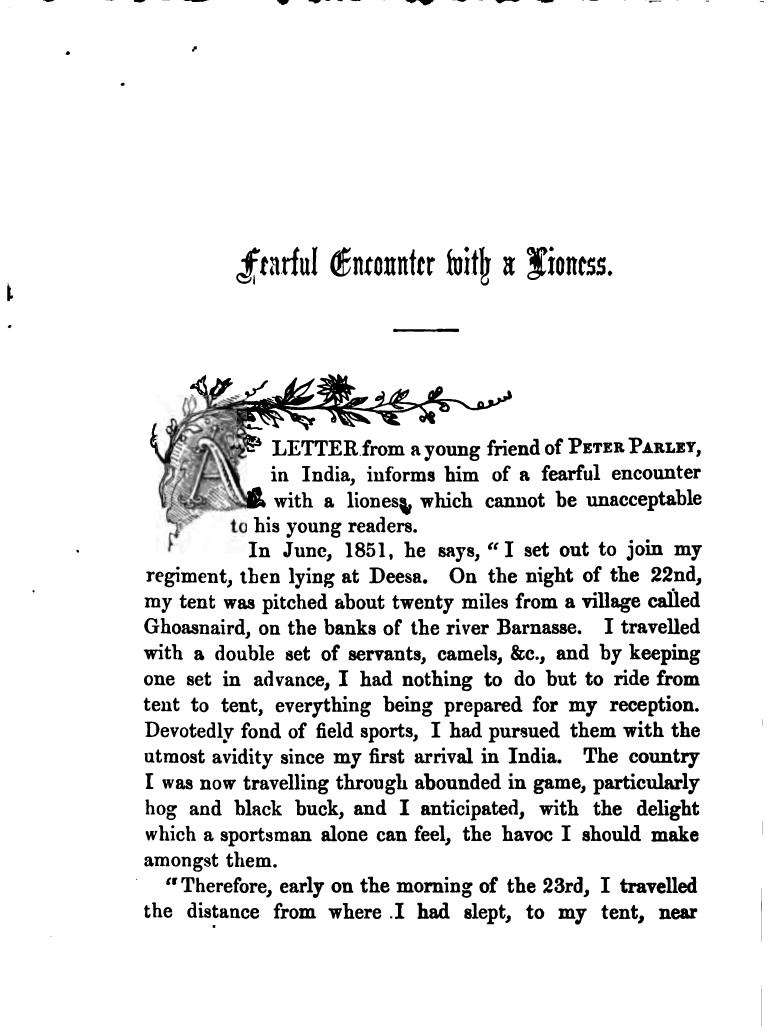 Fearful Encounter with a Lioness.
A LETTER from a young friend of PETER PARLEY,
in India, informs him of a fearful encounter
with a lioness, which cannot be unacceptable
to his young readers.
In June, 1851, he says, “I set out to join my
regiment, then lying at Deesa. On the night of the 22nd,
my tent was pitched about twenty miles from a village called
Ghoasnaird, on the banks of the river Barnasse. I travelled
with a double set of servants, camels, &c., and by keeping
one set in advance, I had nothing to do but to ride from
tent to tent, everything being prepared for my reception.
Devotedly fond of field sports, I had pursued them with the
utmost avidity since my first arrival in India. The country
I was now travelling through abounded in game, particularly
hog and black buck, and I anticipated, with the delight
which a sportsman alone can feel, the havoc I should make
amongst them.
“Therefore, early on the morning of the 23rd, I travelled
the distance from where I had slept, to my tent, near